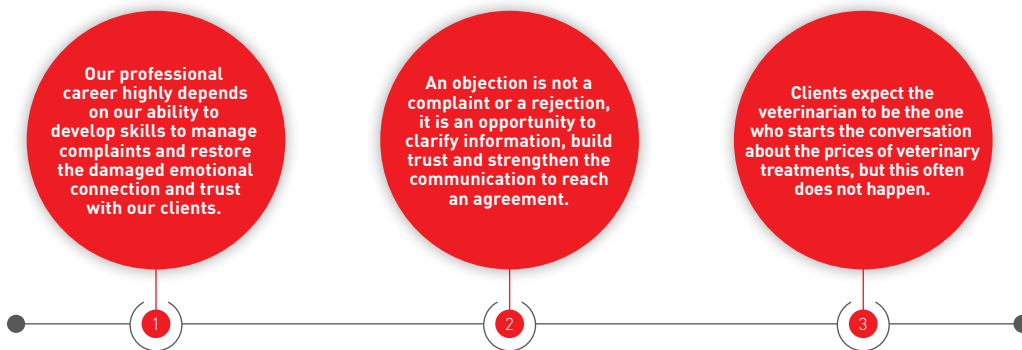 Our professional
career highly depends
on our ability to
develop skills to manage
complaints and restore
the damaged emotional
connection and trust
with our clients.
An objection is not a
complaint or a rejection,
it is an opportunity to
clarify information, build
trust and strengthen the
communication to reach
an agreement.
Clients expect the
veterinarian to be the one
who starts the conversation
about the prices of veterinary
treatments, but this often
does not happen.
1
2
3